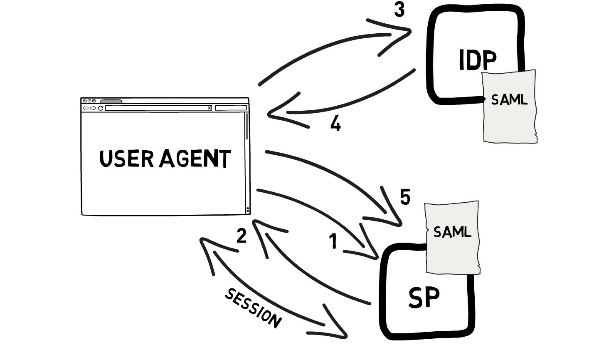 3
IDP
SAML
4
USER AGENT
5
SAML
2
1
SP
SESSION